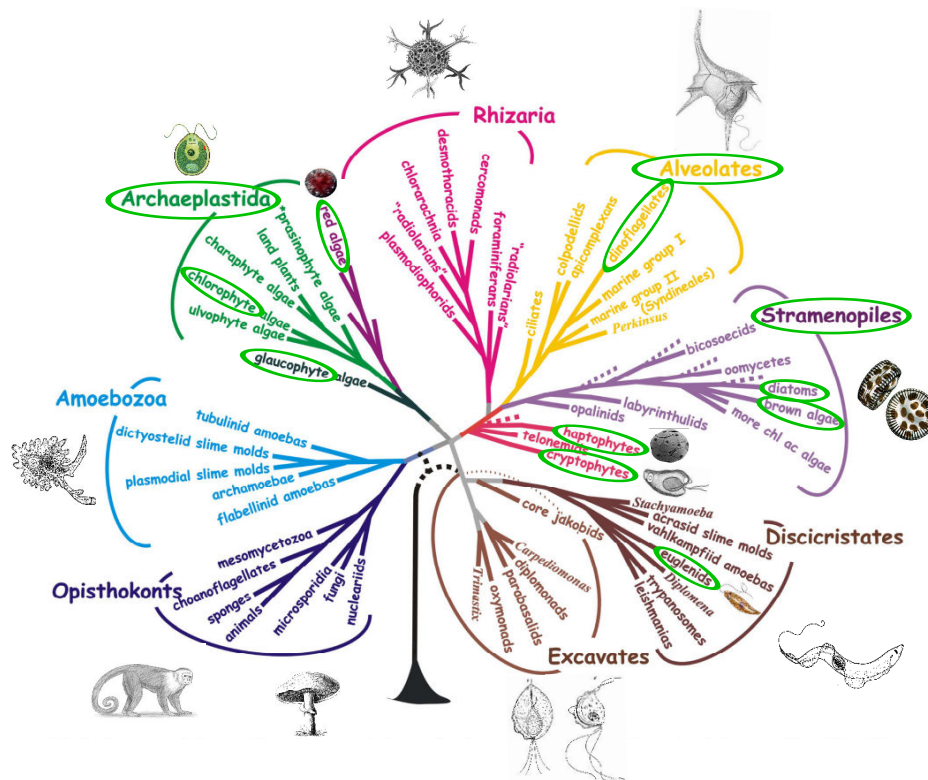 Rhizaria
desmothoracids
cercomonads
chlorarachnia
"radiolarians"
foraminiferans
plasmodiophorids
"radiolarians"
Alveolates
dinoflagellates
colpodellids
apicomplexans
marine group I
marine group II
(Syndineales)
ciliates
Perkinsus
Archaeplastida
red algae
*prasinophyte algae
land plants
charaphyte algae
chlorophyte algae
ulvophyte algae
glaucophyte algae
Stramenopiles
bicosoecids
oomycetes
diatoms
brown algae
more chl ac algae
labyrinthulids
opalinids
haptophytes
telonemids
cryptophytes
Amoebozoa
tubulinid amoebas
dictyostelid slime molds
plasmodial slime molds
archamoebae
flabellinid amoebas
Discicristates
Stachyamoeba
acrasid slime molds
vahlkampfiid amoebas
euglenids
Diplomena
trypanosomes
leishmanias
Opisthokonts
mesomycetozoa
choanoflagellates
sponges
animals
microsporidia
fungi
nucleariids
Excavates
core jakobids
Carpediomonas
diplomonads
parabasalids
oxymonads
Trimastix